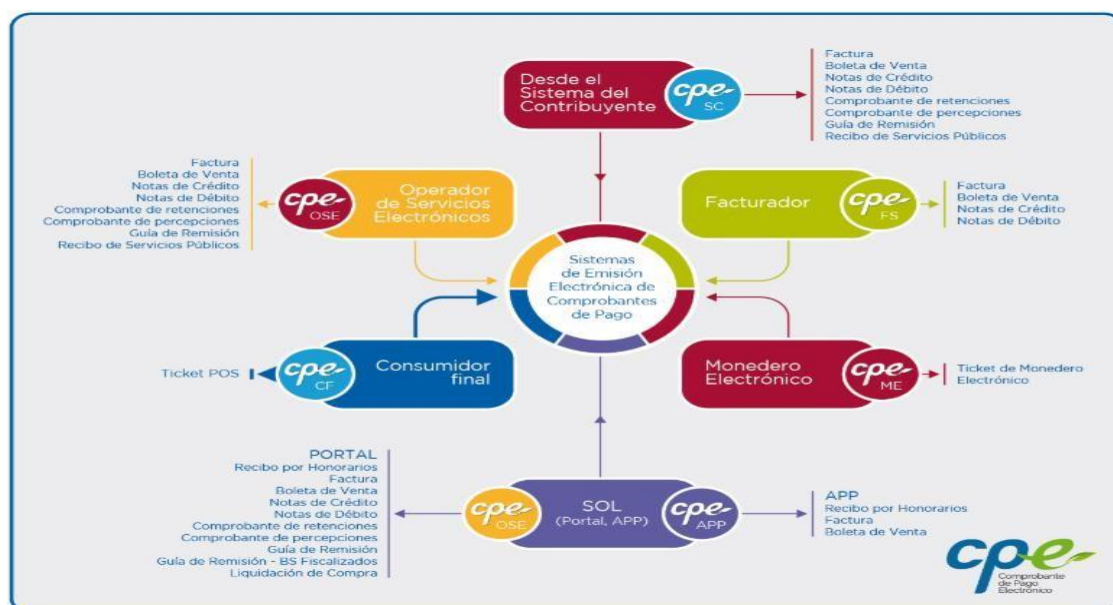 Desde el
Sistema del
Contribuyente
cpe-
SC
Factura
Boleta de Venta
Notas de Crédito
Notas de Débito
Comprobante de retenciones
Comprobante de percepciones
Guía de Remisión
Recibo de Servicios Públicos
Factura
Boleta de Venta
Notas de Crédito
Notas de Débito
Comprobante de retenciones
Comprobante de percepciones
Guía de Remisión
Recibo de Servicios Públicos
cpe-
OSE
Operador
de Servicios
Electrónicos
Facturador
cpe-
FS
Factura
Boleta de Venta
Notas de Crédito
Notas de Débito
Sistemas
de Emisión
Electrónica de
Comprobantes
de Pago
Ticket POS
cpe-
CF
Consumidor
final
Monedero
Electrónico
cpe-
ME
Ticket de Monedero
Electrónico
PORTAL
Recibo por Honorarios
Factura
Boleta de Venta
Notas de Crédito
Notas de Débito
Comprobante de retenciones
Comprobante de percepciones
Guía de Remisión
Guía de Remisión - BS Fiscalizados
Liquidación de Compra
cpe-
OSE
SOL
(Portal, APP)
cpe-
APP
APP
Recibo por Honorarios
Factura
Boleta de Venta
cpe
Comprobante
de Pago
Electrónico